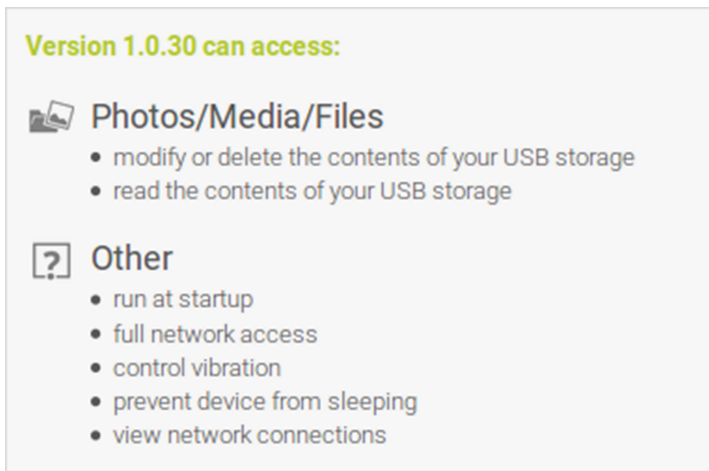 Version 1.0.30 can access:
Photos/Media/Files
• modify or delete the contents of your USB storage
• read the contents of your USB storage
Other
• run at startup
• full network access
• control vibration
• prevent device from sleeping
• view network connections